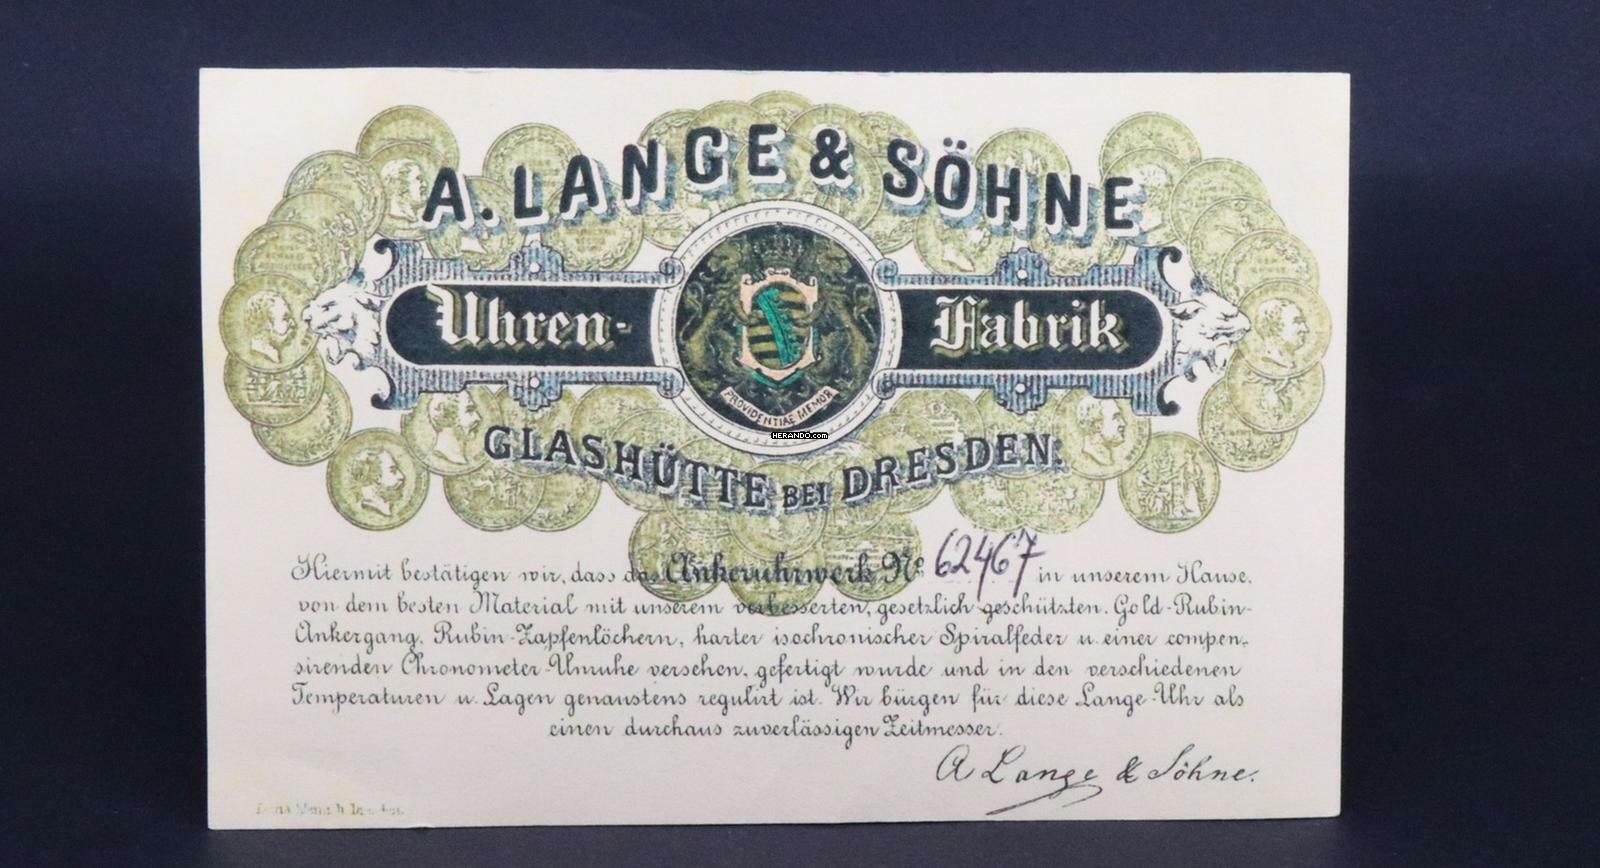 A. LANGE & SÖHNE
Uhren-Fabrik
PROVIDENTIAE MEMOR
HERANDO.com
GLASHÜTTE BEI DRESDEN.
Hiermit bestätigen wir, dass das Ankeruhrwerk No 62467 in unserem Hause,
von dem besten Material mit unserem verbesserten, gesetzlich geschützten, Gold-Rubin-
Ankergang, Rubin-Zapfenlöchern, harter isochronischer Spiralfeder u. einer compen-
sirenden Chronometer-Unruhe versehen, gefertigt wurde und in den verschiedenen
Temperaturen u. Lagen genaustens regulirt ist. Wir bürgen für diese Lange-Uhr als
einen durchaus zuverlässigen Zeitmesser.
A Lange & Söhne.